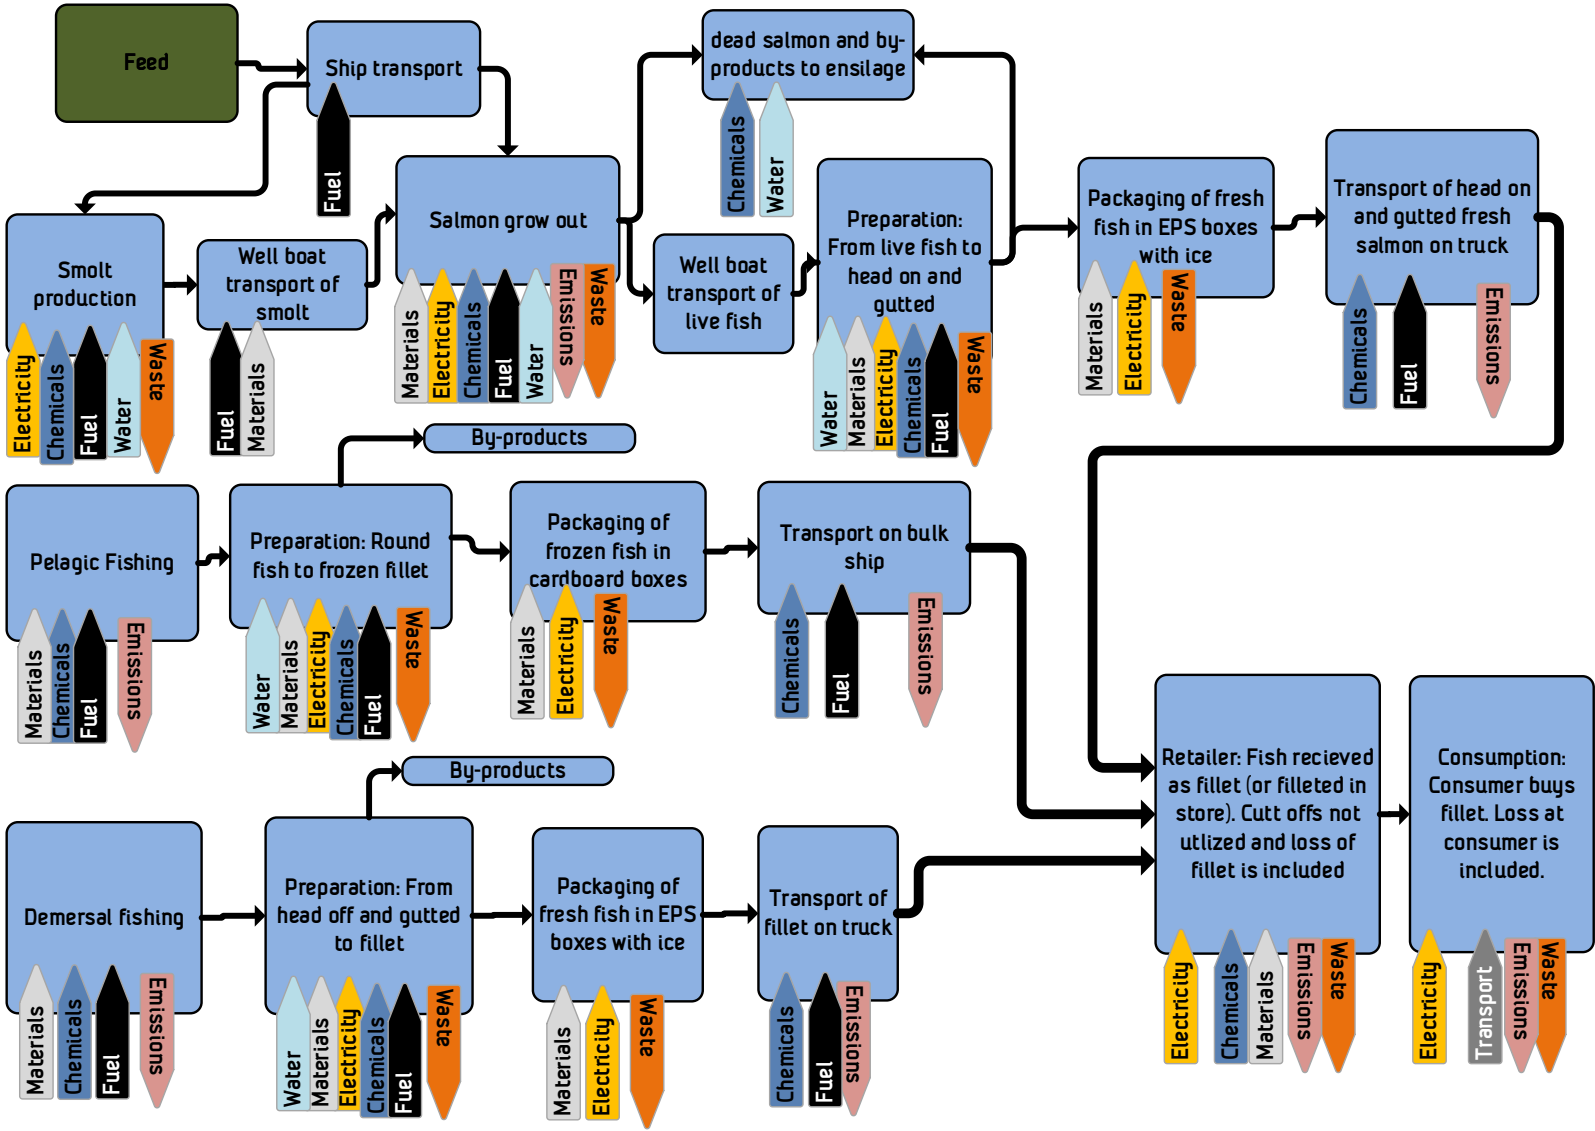 Feed
Ship transport
Fuel
dead salmon and by-
products to ensilage
Chemicals
Water
Smolt
production
Electricity
Chemicals
Fuel
Water
Waste
Well boat
transport of
smolt
Fuel
Materials
Salmon grow out
Materials
Electricity
Chemicals
Fuel
Water
Emissions
Waste
Well boat
transport of
live fish
Preparation:
From live fish to
head on and
gutted
Water
Materials
Electricity
Chemicals
Fuel
Waste
Packaging of fresh
fish in EPS boxes
with ice
Materials
Electricity
Waste
Transport of head on
and gutted fresh
salmon on truck
Chemicals
Fuel
Emissions
By-products
Pelagic Fishing
Materials
Chemicals
Fuel
Emissions
Preparation: Round
fish to frozen fillet
Water
Materials
Electricity
Chemicals
Fuel
Waste
Packaging of
frozen fish in
cardboard boxes
Materials
Electricity
Waste
Transport on bulk
ship
Chemicals
Fuel
Emissions
By-products
Demersal fishing
Materials
Chemicals
Fuel
Emissions
Preparation: From
head off and gutted
to fillet
Water
Materials
Electricity
Chemicals
Fuel
Waste
Packaging of
fresh fish in EPS
boxes with ice
Materials
Electricity
Waste
Transport of
fillet on truck
Chemicals
Fuel
Emissions
Retailer: Fish recieved
as fillet (or filleted in
store). Cutt offs not
utlized and loss of
fillet is included
Electricity
Chemicals
Materials
Emissions
Waste
Consumption:
Consumer buys
fillet. Loss at
consumer is
included.
Electricity
Transport
Emissions
Waste